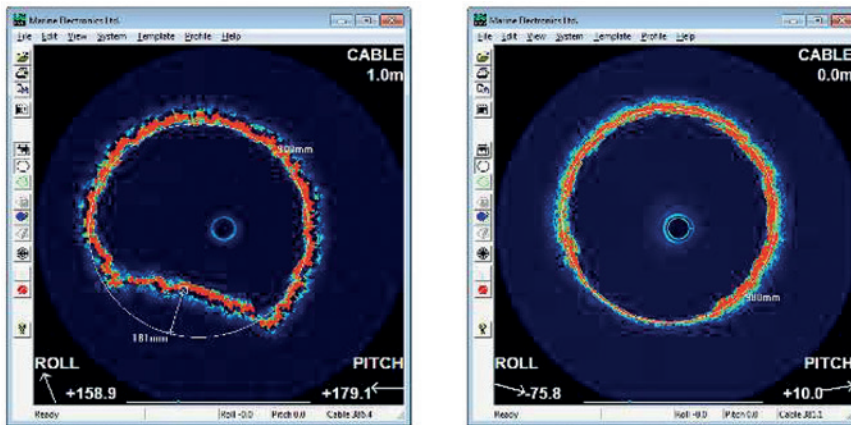 Marine Electronics Ltd.
File Edit View System Template Profile Help
CABLE
1.0m
181mm
ROLL
+158.9
PITCH
+179.1
Ready
Roll -0.0 Pitch 0.0 Cable
Marine Electronics Ltd.
File Edit View System Template Profile Help
CABLE
0.0m
ROLL
-75.8
PITCH
+10.0
Ready
Roll -0.0 Pitch 0.0 Cable